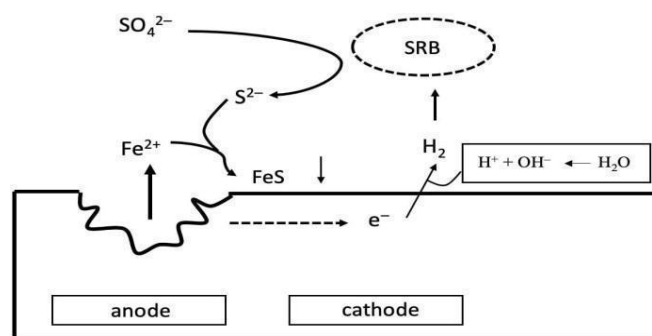 SO₄²⁻
SRB
S²⁻
Fe²⁺
H₂
H⁺ + OH⁻ ← H₂O
FeS ↓
e⁻
anode
cathode